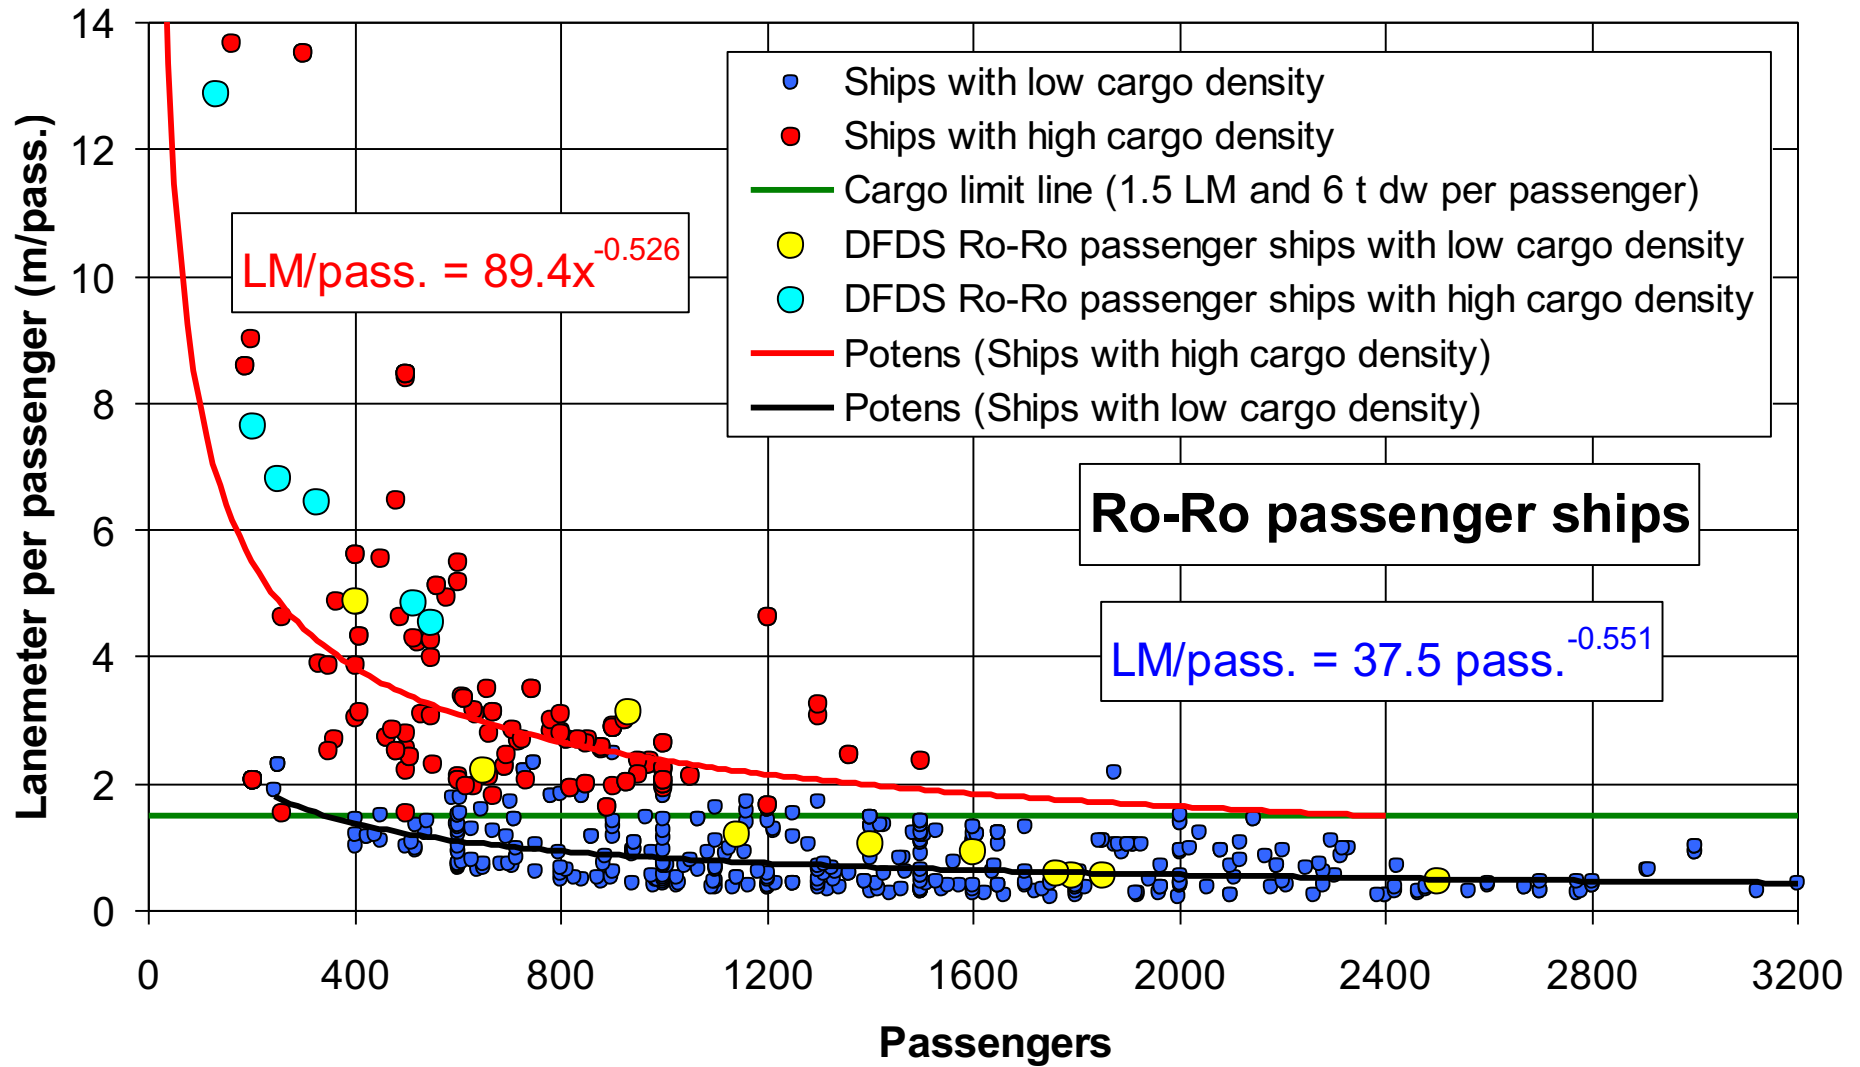 Lanemeter per passenger (m/pass.)
14
12
10
8
6
4
2
0
Ships with low cargo density
Ships with high cargo density
Cargo limit line (1.5 LM and 6 t dw per passenger)
DFDS Ro-Ro passenger ships with low cargo density
DFDS Ro-Ro passenger ships with high cargo density
Potens (Ships with high cargo density)
Potens (Ships with low cargo density)
LM/pass. = 89.4x^-0.526
Ro-Ro passenger ships
LM/pass. = 37.5 pass.^-0.551
0 400 800 1200 1600 2000 2400 2800 3200
Passengers